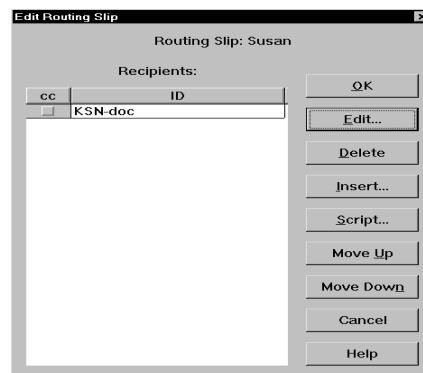 Edit Routing Slip
Routing Slip: Susan
Recipients:
cc ID
KSN-doc
OK
Edit...
Delete
Insert...
Script...
Move Up
Move Down
Cancel
Help